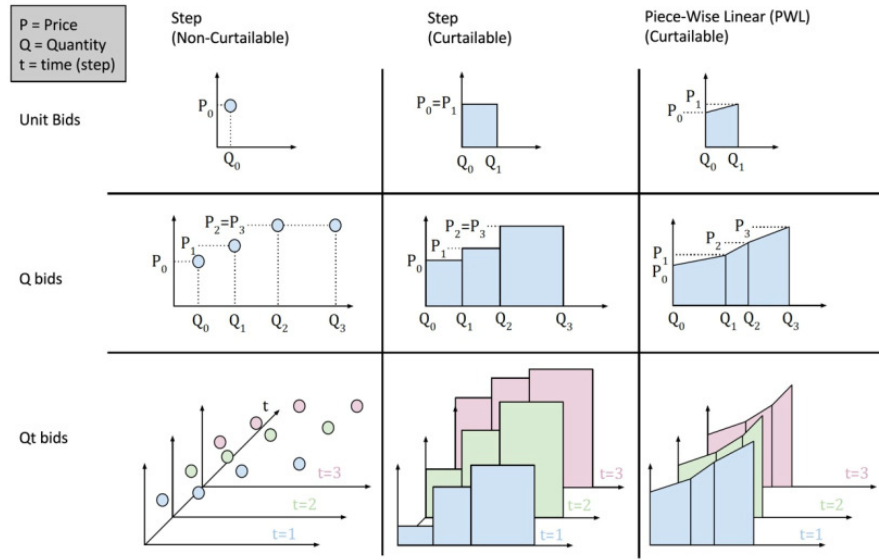 P = Price
Q = Quantity
t = time (step)
Step
(Non-Curtailable)
Step
(Curtailable)
Piece-Wise Linear (PWL)
(Curtailable)
Unit Bids
P₀
Q₀
P₀=P₁
Q₀ Q₁
P₁
P₀
Q₀ Q₁
Q bids
P₂=P₃
P₁
P₀
Q₀ Q₁ Q₂ Q₃
P₂=P₃
P₁
P₀
Q₀ Q₁ Q₂ Q₃
P₃
P₂
P₁
P₀
Q₀ Q₁ Q₂ Q₃
Qt bids
t
t=3
t=2
t=1
t=3
t=2
t=1
t=3
t=2
t=1